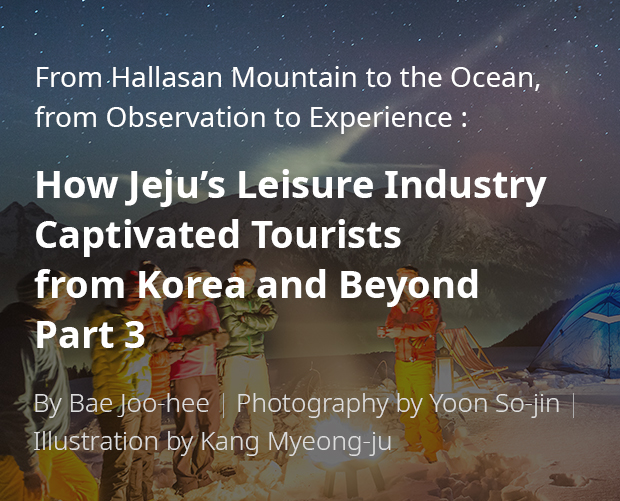 From Hallasan Mountain to the Ocean,
from Observation to Experience :
How Jeju’s Leisure Industry
Captivated Tourists
from Korea and Beyond
Part 3
By Bae Joo-hee | Photography by Yoon So-jin |
Illustration by Kang Myeong-ju